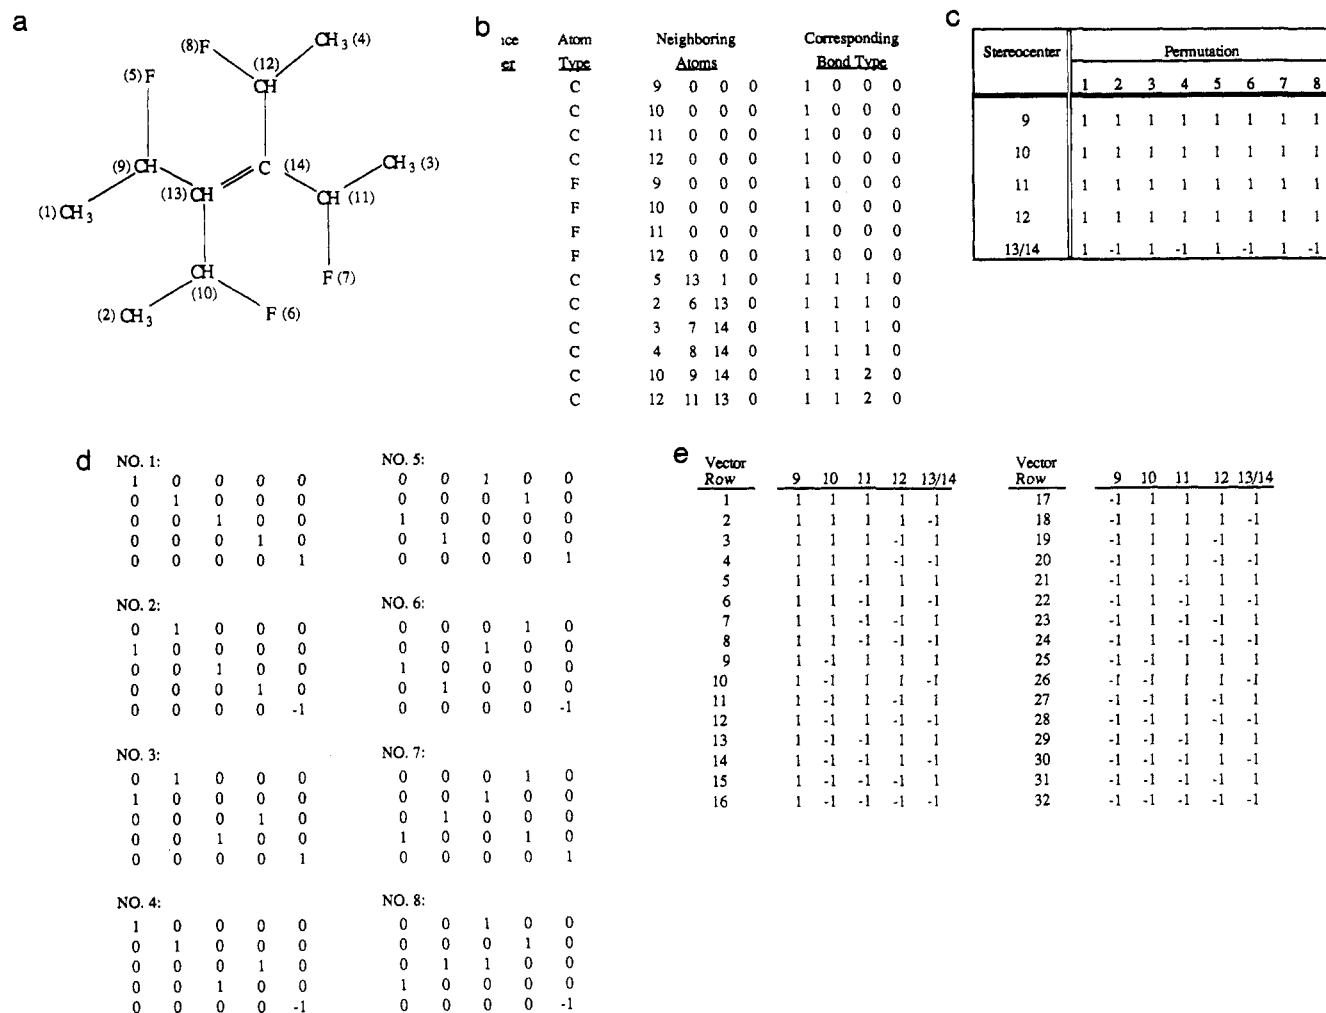 a
(8)F
CH3 (4)
(12)
CH
(5)F
(9)CH
C (14)
CH3 (3)
(13)CH
CH (11)
(1)CH3
F(7)
CH
(10)
(2)CH3
F (6)
b
ice Atom Neighboring Corresponding
er Type Atoms Bond Type
C 9 0 0 0 1 0 0 0
C 10 0 0 0 1 0 0 0
C 11 0 0 0 1 0 0 0
C 12 0 0 0 1 0 0 0
F 9 0 0 0 1 0 0 0
F 10 0 0 0 1 0 0 0
F 11 0 0 0 1 0 0 0
F 12 0 0 0 1 0 0 0
C 5 13 1 0 1 1 1 0
C 2 6 13 0 1 1 1 0
C 3 7 14 0 1 1 1 0
C 4 8 14 0 1 1 1 0
C 10 9 14 0 1 1 2 0
C 12 11 13 0 1 1 2 0
c
Stereocenter Permutation
1 2 3 4 5 6 7 8
9 1 1 1 1 1 1 1 1
10 1 1 1 1 1 1 1 1
11 1 1 1 1 1 1 1 1
12 1 1 1 1 1 1 1 1
13/14 1 -1 1 -1 1 -1 1 -1
d
NO. 1:
1 0 0 0 0
0 1 0 0 0
0 0 1 0 0
0 0 0 1 0
0 0 0 0 1
NO. 2:
0 1 0 0 0
1 0 0 0 0
0 0 1 0 0
0 0 0 1 0
0 0 0 0 -1
NO. 3:
0 1 0 0 0
1 0 0 0 0
0 0 0 1 0
0 0 1 0 0
0 0 0 0 1
NO. 4:
1 0 0 0 0
0 1 0 0 0
0 0 0 1 0
0 0 1 0 0
0 0 0 0 -1
NO. 5:
0 0 1 0 0
0 0 0 1 0
1 0 0 0 0
0 1 0 0 0
0 0 0 0 1
NO. 6:
0 0 0 1 0
0 0 1 0 0
1 0 0 0 0
0 1 0 0 0
0 0 0 0 -1
NO. 7:
0 0 0 1 0
0 0 1 0 0
0 1 0 0 0
1 0 0 1 0
0 0 0 0 1
NO. 8:
0 0 1 0 0
0 0 0 1 0
0 1 1 0 0
1 0 0 0 0
0 0 0 0 -1
e
Vector
Row 9 10 11 12 13/14
1 1 1 1 1 1
2 1 1 1 1 -1
3 1 1 1 -1 1
4 1 1 1 -1 -1
5 1 1 -1 1 1
6 1 1 -1 1 -1
7 1 1 -1 -1 1
8 1 1 -1 -1 -1
9 1 -1 1 1 1
10 1 -1 1 1 -1
11 1 -1 1 -1 1
12 1 -1 1 -1 -1
13 1 -1 -1 1 1
14 1 -1 -1 1 -1
15 1 -1 -1 -1 1
16 1 -1 -1 -1 -1
Vector
Row 9 10 11 12 13/14
17 -1 1 1 1 1
18 -1 1 1 1 -1
19 -1 1 1 -1 1
20 -1 1 1 -1 -1
21 -1 1 -1 1 1
22 -1 1 -1 1 -1
23 -1 1 -1 -1 1
24 -1 1 -1 -1 -1
25 -1 -1 1 1 1
26 -1 -1 1 1 -1
27 -1 -1 1 -1 1
28 -1 -1 1 -1 -1
29 -1 -1 -1 1 1
30 -1 -1 -1 1 -1
31 -1 -1 -1 -1 1
32 -1 -1 -1 -1 -1